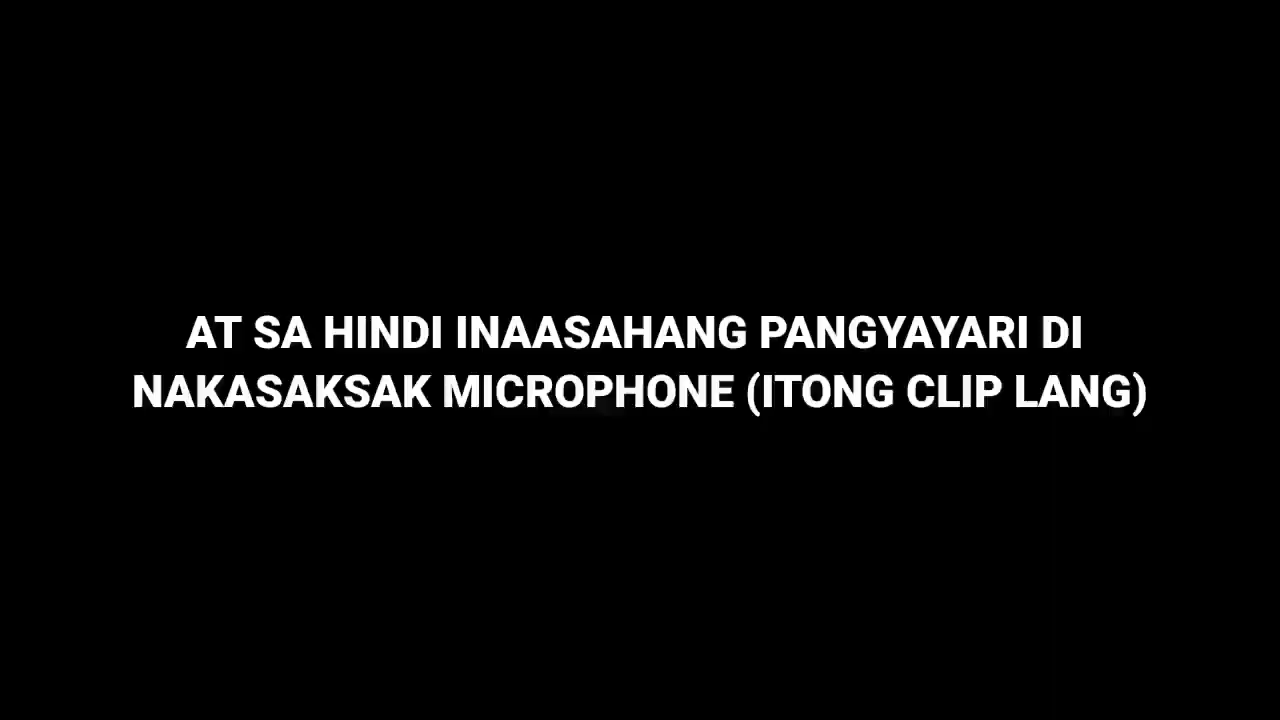 AT SA HINDI INAASAHANG PANGYAYARI DI
NAKASAKSAK MICROPHONE (ITONG CLIP LANG)